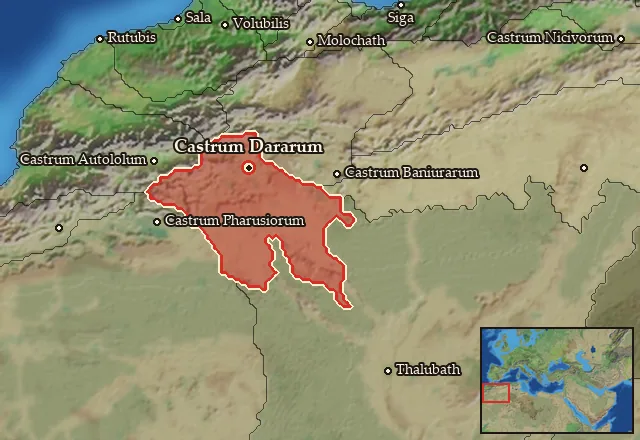 Sala
Siga
Volubilis
Rutubis
Molochath
Castrum Nicivorum
Castrum Dararum
Castrum Autololum
Castrum Baniurarum
Castrum Pharusiorum
Thalubath